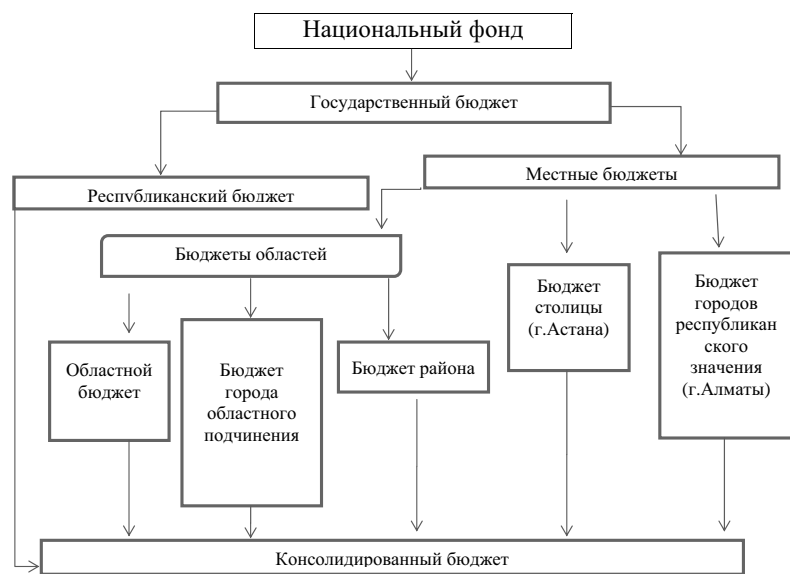 Национальный фонд
Государственный бюджет
Местные бюджеты
Республиканский бюджет
Бюджеты областей
Бюджет
столицы
(г.Астана)
Бюджет
городов
республикан
ского
значения
(г.Алматы)
Областной
бюджет
Бюджет
города
областного
подчинения
Бюджет района
Консолидированный бюджет